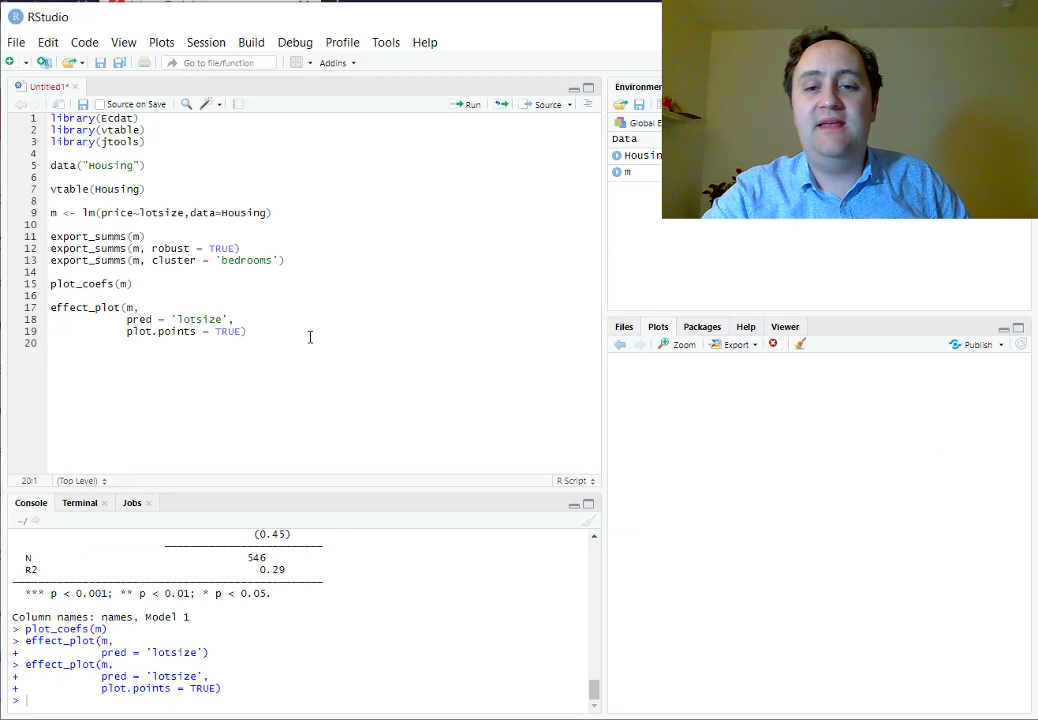 RStudio
File Edit Code View Plots Session Build Debug Profile Tools Help
Go to file/function Addins
Untitled1*
Source on Save Run Source
1 library(Ecdat)
2 library(vtable)
3 library(jtools)
4
5 data("Housing")
6
7 vtable(Housing)
8
9 m <- lm(price~lotsize,data=Housing)
10
11 export_summs(m)
12 export_summs(m, robust = TRUE)
13 export_summs(m, cluster = 'bedrooms')
14
15 plot_coefs(m)
16
17 effect_plot(m,
18 pred = 'lotsize',
19 plot.points = TRUE)
20
20:1 (Top Level) R Script
Console Terminal Jobs
~/
(0.45)
N 546
R2 0.29
*** p < 0.001; ** p < 0.01; * p < 0.05.
Column names: names, Model 1
> plot_coefs(m)
> effect_plot(m,
+ pred = 'lotsize')
> effect_plot(m,
+ pred = 'lotsize',
+ plot.points = TRUE)
>
Environme
Global E
Data
Housin
m
Files Plots Packages Help Viewer
Zoom Export Publish